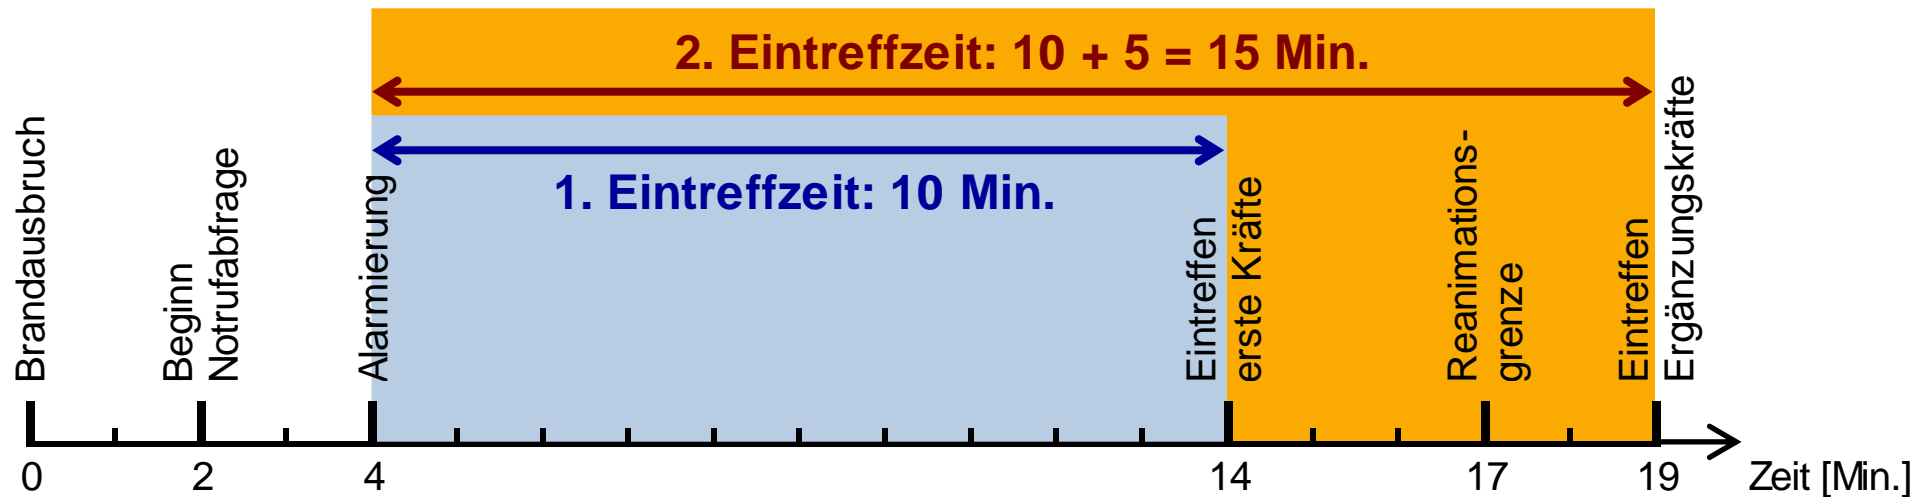 2. Eintreffzeit: 10 + 5 = 15 Min.
1. Eintreffzeit: 10 Min.
Brandausbruch
Beginn
Notrufabfrage
Alarmierung
Eintreffen
erste Kräfte
Reanimations-
grenze
Eintreffen
Ergänzungskräfte
0 2 4 14 17 19 Zeit [Min.]